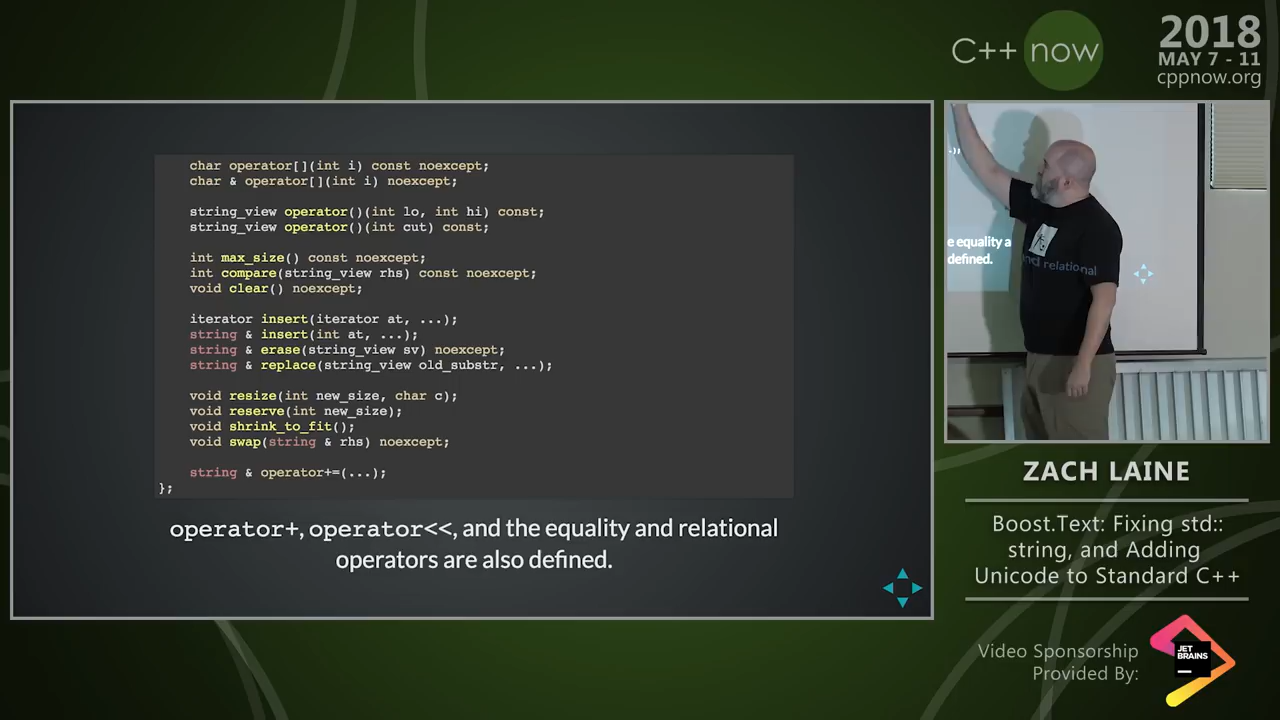 C++ now
2018
MAY 7 - 11
cppnow.org
char operator[](int i) const noexcept;
char & operator[](int i) noexcept;
string_view operator()(int lo, int hi) const;
string_view operator()(int cut) const;
int max_size() const noexcept;
int compare(string_view rhs) const noexcept;
void clear() noexcept;
iterator insert(iterator at, ...);
string & insert(int at, ...);
string & erase(string_view sv) noexcept;
string & replace(string_view old_substr, ...);
void resize(int new_size, char c);
void reserve(int new_size);
void shrink_to_fit();
void swap(string & rhs) noexcept;
string & operator+=(...);
};
operator+, operator<<, and the equality and relational
operators are also defined.
e equality a
nd relational
defined.
ZACH LAINE
Boost.Text: Fixing std::
string, and Adding
Unicode to Standard C++
Video Sponsorship
Provided By:
JET
BRAINS